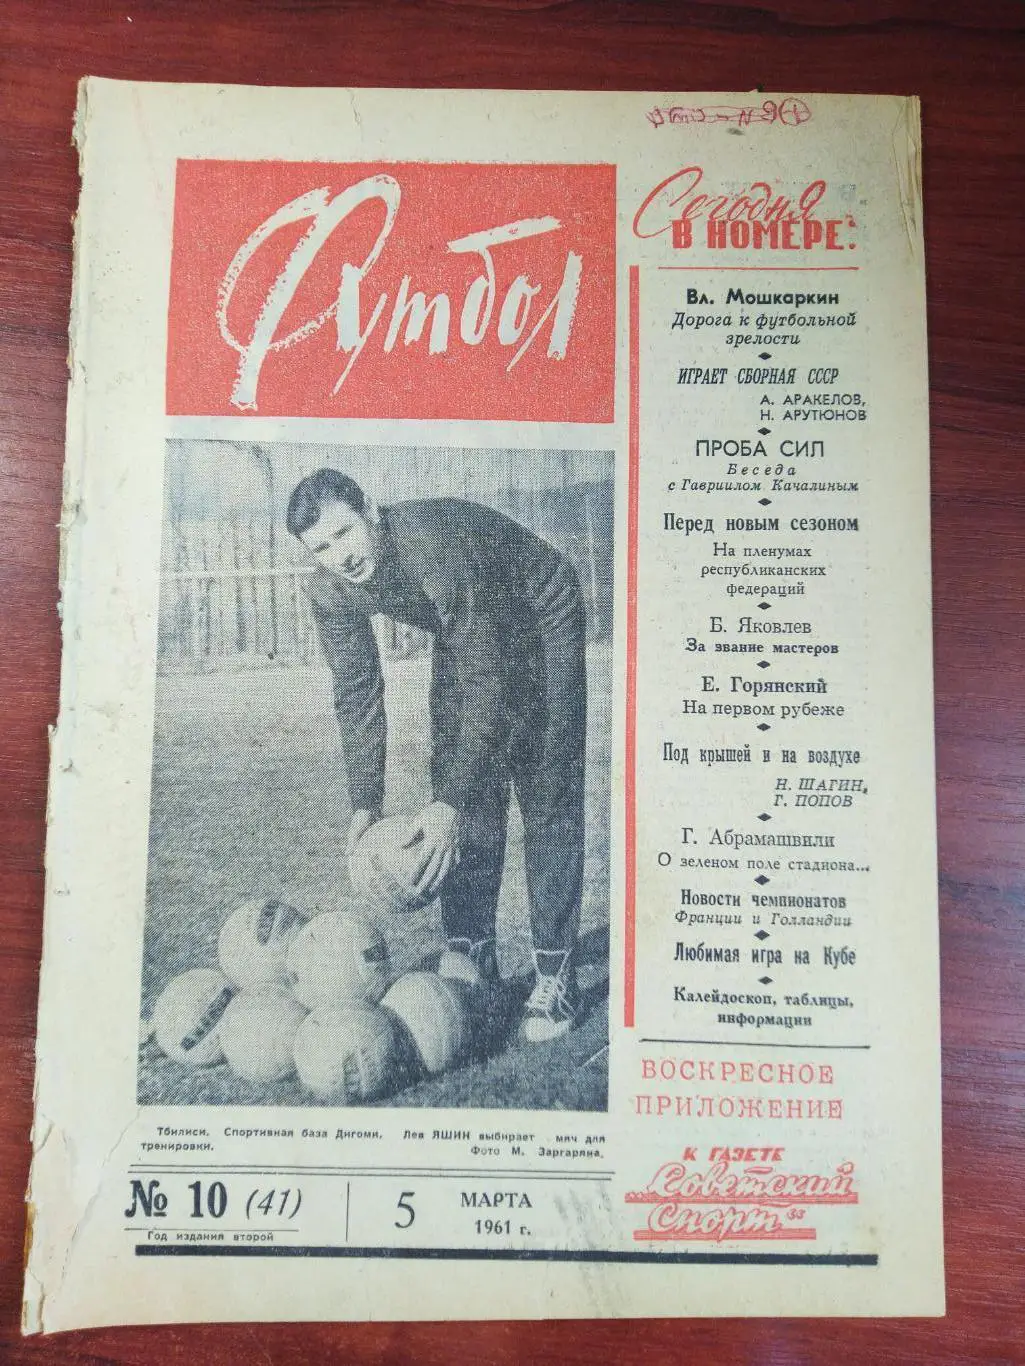 Футбол
Сегодня
В НОМЕРЕ:
Вл. Мошкаркин
Дорога к футбольной
зрелости
ИГРАЕТ СБОРНАЯ СССР
А. АРАКЕЛОВ,
Н. АРУТЮНОВ
ПРОБА СИЛ
Беседа
с Гавриилом Качалиным
Перед новым сезоном
На пленумах
республиканских
федераций
Б. Яковлев
За звание мастеров
Е. Горянский
На первом рубеже
Под крышей и на воздухе
Н. ШАГИН,
Г. ПОПОВ
Г. Абрамашвили
О зеленом поле стадиона...
Новости чемпионатов
Франции и Голландии
Любимая игра на Кубе
Калейдоскоп, таблицы,
информации
ВОСКРЕСНОЕ
ПРИЛОЖЕНИЕ
К ГАЗЕТЕ
„Советский
Спорт“
Тбилиси. Спортивная база Дигоми. Лев ЯШИН выбирает мяч для
тренировки. Фото М. Заргаряна.
№ 10 (41)
Год издания второй
5 МАРТА
1961 г.